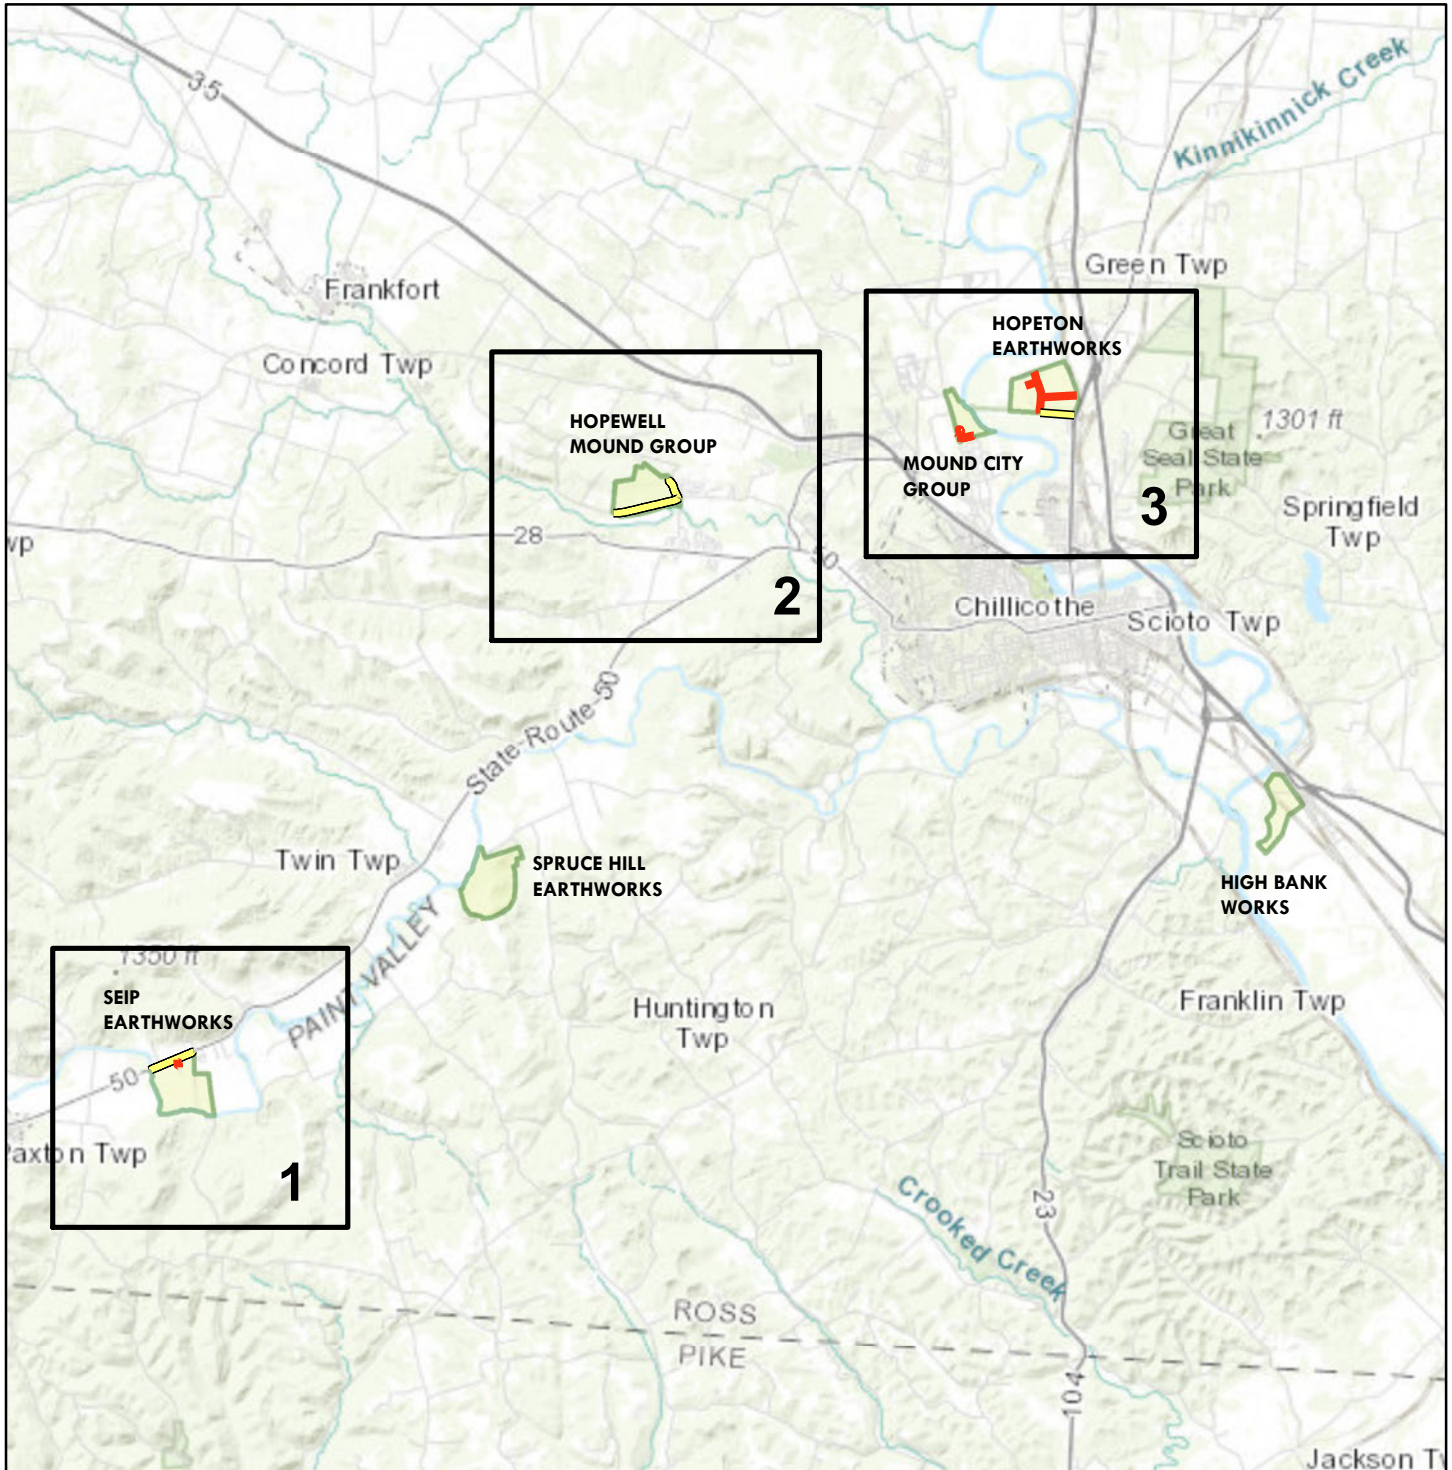 35
Kinnikinnick Creek
Green Twp
Frankfort
Concord Twp
HOPETON
EARTHWORKS
HOPEWELL
MOUND GROUP
MOUND CITY
GROUP
Great
Seal State
Park
1301 ft
3
Springfield
Twp
wp
28
2
50
Chillicothe
Scioto Twp
State-Route-50
Twin Twp
SPRUCE HILL
EARTHWORKS
HIGH BANK
WORKS
PAINT VALLEY
1350 ft
SEIP
EARTHWORKS
Huntington
Twp
Franklin Twp
50
Paxton Twp
1
Scioto
Trail State
Park
23
Crooked Creek
ROSS
PIKE
104
Jackson Tw